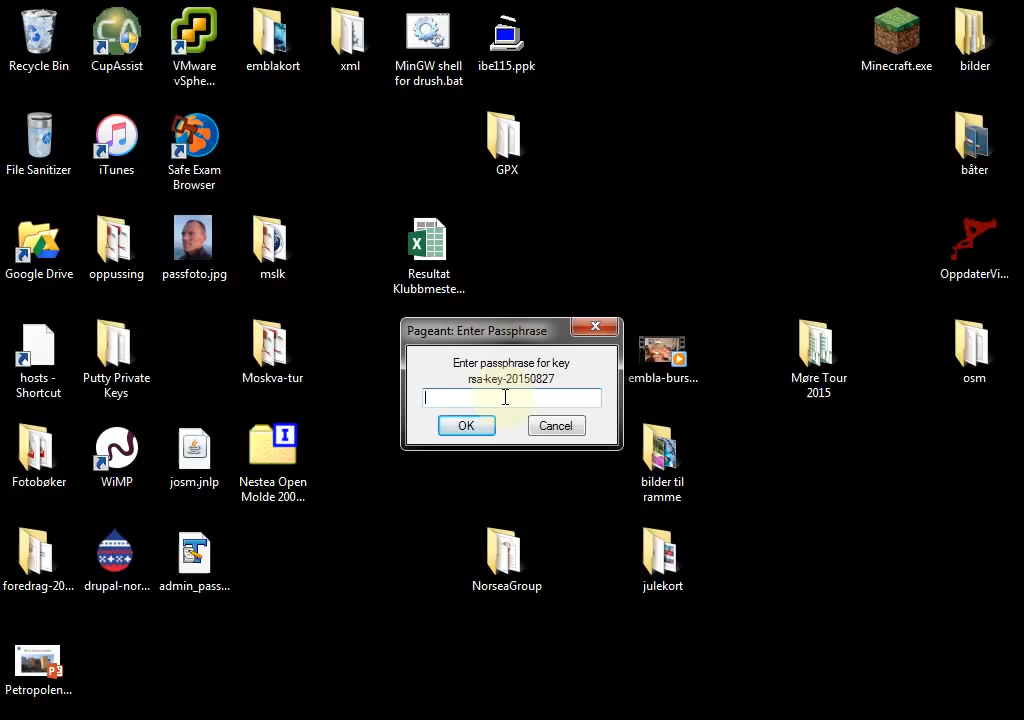 Recycle Bin
CupAssist
VMware
vSphe...
emblakort
xml
MinGW shell
for drush.bat
ibe115.ppk
Minecraft.exe
bilder
File Sanitizer
iTunes
Safe Exam
Browser
GPX
båter
Google Drive
oppussing
passfoto.jpg
mslk
Resultat
Klubbmeste...
OppdaterVi...
Pageant: Enter Passphrase
Enter passphrase for key
rsa-key-20150827
OK
Cancel
hosts -
Shortcut
Putty Private
Keys
Moskva-tur
embla-burs...
Møre Tour
2015
osm
Fotobøker
WiMP
josm.jnlp
Nestea Open
Molde 200...
bilder til
ramme
foredrag-20...
drupal-nor...
admin_pass...
NorseaGroup
julekort
Petropolen...